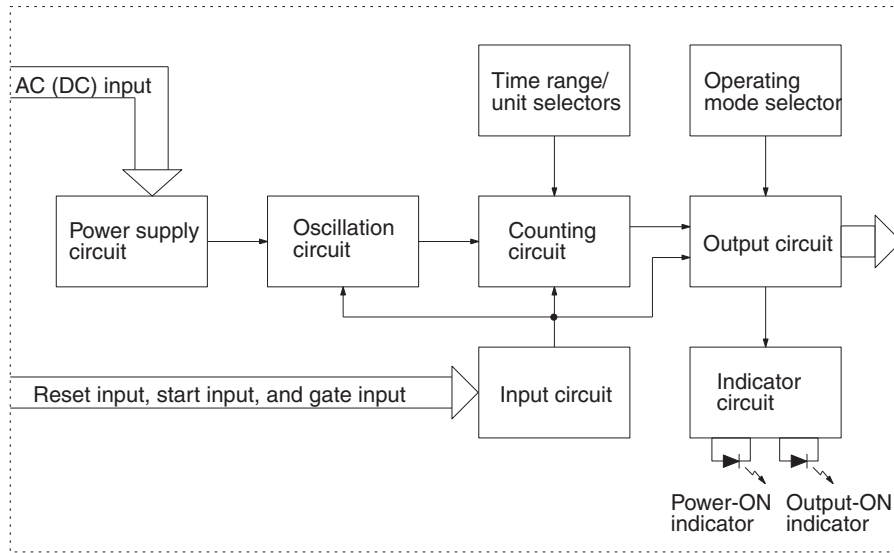 AC (DC) input
Time range/
unit selectors
Operating
mode selector
Power supply
circuit
Oscillation
circuit
Counting
circuit
Output circuit
Reset input, start input, and gate input
Input circuit
Indicator
circuit
Power-ON
indicator
Output-ON
indicator